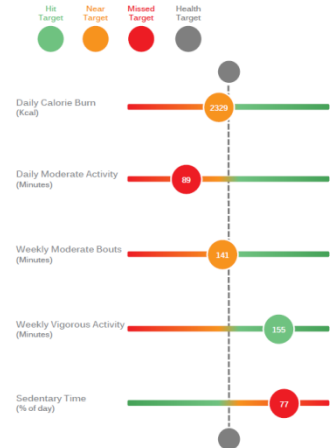 Hit Target
Near Target
Missed Target
Health Target
Daily Calorie Burn
(Kcal)
2329
Daily Moderate Activity
(Minutes)
89
Weekly Moderate Bouts
(Minutes)
141
Weekly Vigorous Activity
(Minutes)
155
Sedentary Time
(% of day)
77